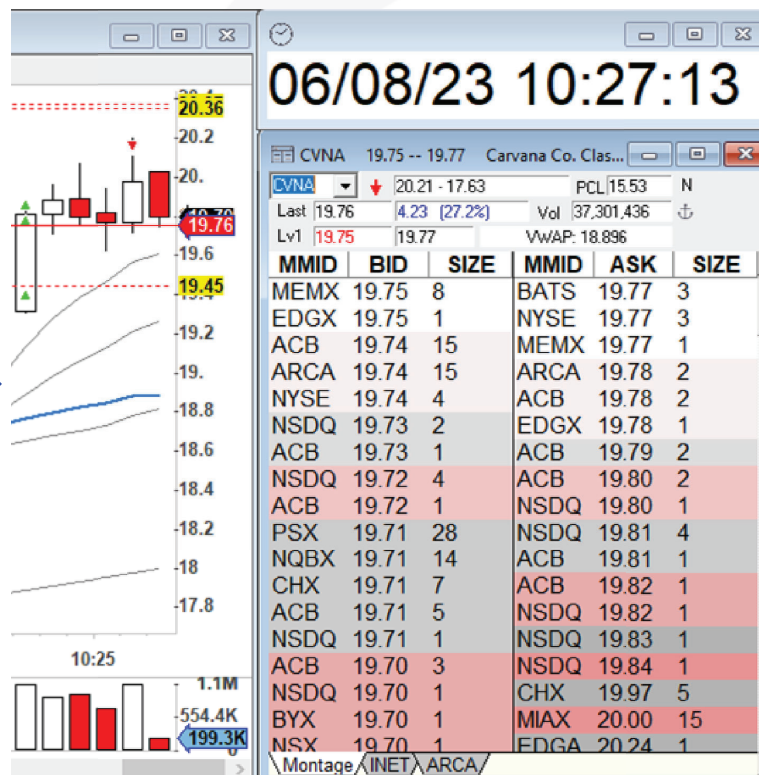 20.36
20.2
20.
19.76
19.6
19.45
19.2
19.
18.8
18.6
18.4
18.2
18
17.8
10:25
1.1M
554.4K
199.3K
0
06/08/23 10:27:13
CVNA 19.75 -- 19.77 Carvana Co. Clas...
CVNA 20.21 - 17.63 PCL 15.53 N
Last 19.76 4.23 (27.2%) Vol 37,301,436
Lv1 19.75 19.77 VWAP: 18.896
MMID BID SIZE MMID ASK SIZE
MEMX 19.75 8 BATS 19.77 3
EDGX 19.75 1 NYSE 19.77 3
ACB 19.74 15 MEMX 19.77 1
ARCA 19.74 15 ARCA 19.78 2
NYSE 19.74 4 ACB 19.78 2
NSDQ 19.73 2 EDGX 19.78 1
ACB 19.73 1 ACB 19.79 2
NSDQ 19.72 4 ACB 19.80 2
ACB 19.72 1 NSDQ 19.80 1
PSX 19.71 28 NSDQ 19.81 4
NQBX 19.71 14 ACB 19.81 1
CHX 19.71 7 ACB 19.82 1
ACB 19.71 5 NSDQ 19.82 1
NSDQ 19.71 1 NSDQ 19.83 1
ACB 19.70 3 NSDQ 19.84 1
NSDQ 19.70 1 CHX 19.97 5
BYX 19.70 1 MIAX 20.00 15
NSX 19.70 1 EDGA 20.24 1
Montage INET ARCA